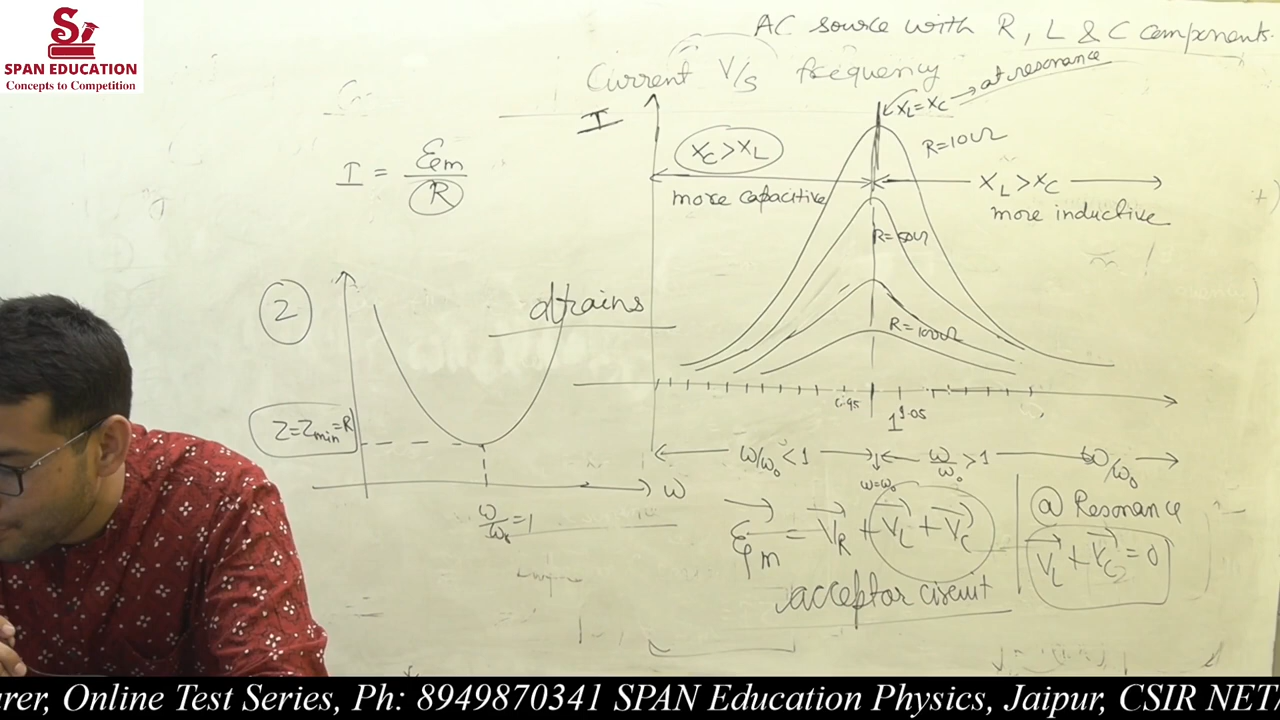 SPAN EDUCATION
Concepts to Competition
AC source with R, L & C components.
Current V/s frequency
I
XL=XC → at resonance
R=10Ω
XC>XL
more capacitive
XL>XC
more inductive
I = ℰm/R
R=50Ω
R=100Ω
2
drains
Z=Zmin=R
ω/ω₀=1
ω
0.95
1
1.05
ω/ω₀<1
ω=ω₀
ω/ω₀>1
ω/ω₀
ℰm = VR + VL + VC
@ Resonance
VL + VC = 0
acceptor circuit
urer, Online Test Series, Ph: 8949870341 SPAN Education Physics, Jaipur, CSIR NET/